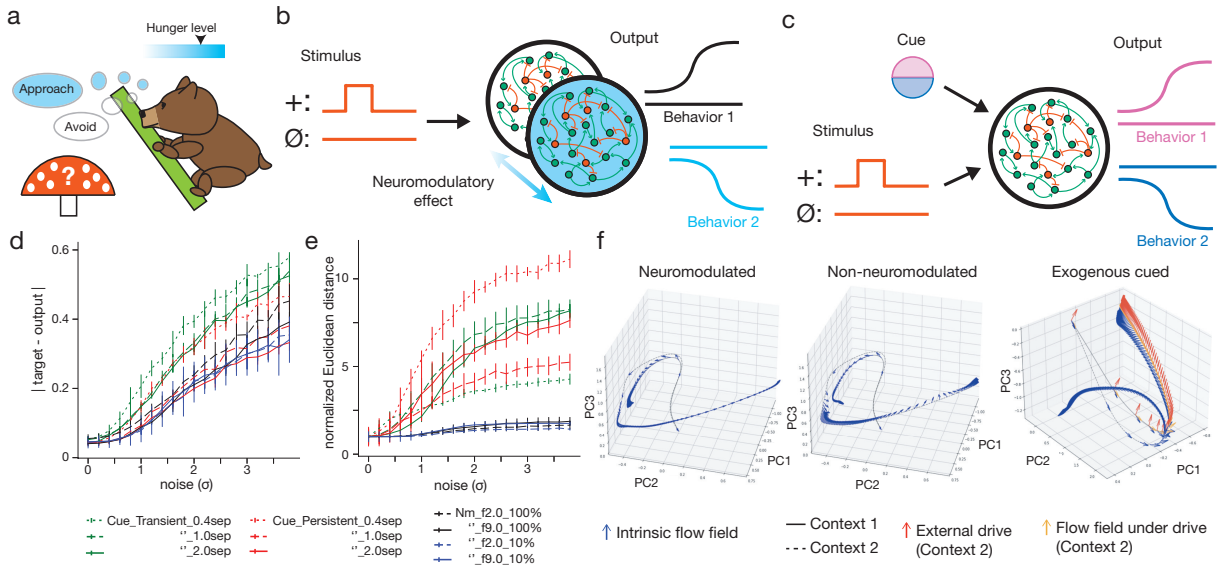 a
Hunger level
Approach
Avoid
?
b
Stimulus
+:
Ø:
Neuromodulatory
effect
Output
Behavior 1
Behavior 2
c
Cue
Stimulus
+:
Ø:
Output
Behavior 1
Behavior 2
d
| target - output |
0.6
0.4
0.2
0
0 1 2 3
noise (σ)
e
normalized Euclidean distance
10
5
0
0 1 2 3
noise (σ)
f
Neuromodulated
PC3
PC2
PC1
Non-neuromodulated
PC3
PC2
PC1
Exogenous cued
PC3
PC2
PC1
Cue_Transient_0.4sep
‘’_1.0sep
‘’_2.0sep
Cue_Persistent_0.4sep
‘’_1.0sep
‘’_2.0sep
Nm_f2.0_100%
‘’_f9.0_100%
‘’_f2.0_10%
‘’_f9.0_10%
Intrinsic flow field
Context 1
Context 2
External drive
(Context 2)
Flow field under drive
(Context 2)